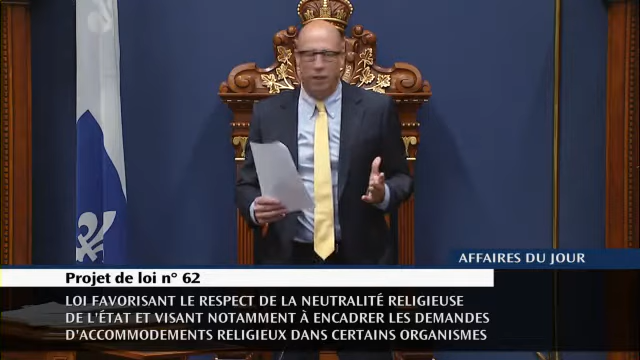 AFFAIRES DU JOUR
Projet de loi n° 62
LOI FAVORISANT LE RESPECT DE LA NEUTRALITÉ RELIGIEUSE
DE L'ÉTAT ET VISANT NOTAMMENT À ENCADRER LES DEMANDES
D'ACCOMMODEMENTS RELIGIEUX DANS CERTAINS ORGANISMES